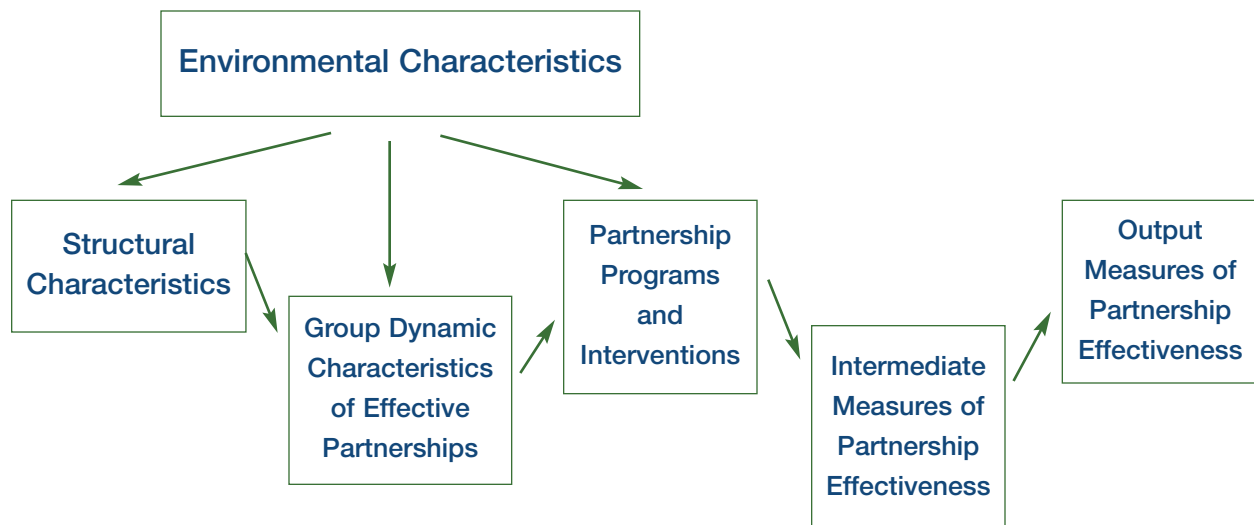 Environmental Characteristics
Structural
Characteristics
Group Dynamic
Characteristics
of Effective
Partnerships
Partnership
Programs
and
Interventions
Intermediate
Measures of
Partnership
Effectiveness
Output
Measures of
Partnership
Effectiveness